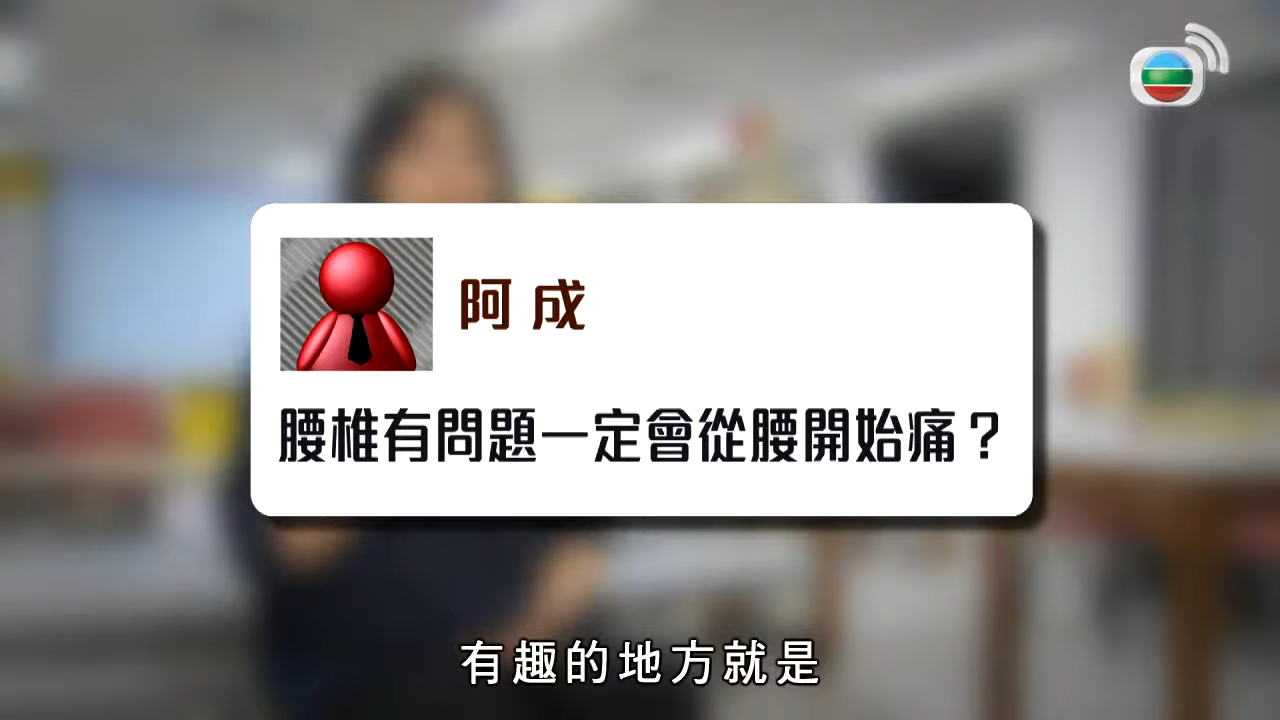 阿成
腰椎有問題一定會從腰開始痛？
有趣的地方就是